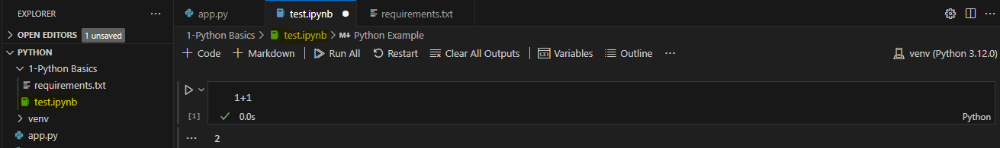 EXPLORER
OPEN EDITORS 1 unsaved
PYTHON
1-Python Basics
requirements.txt
test.ipynb
venv
app.py
app.py test.ipynb requirements.txt
1-Python Basics > test.ipynb > M↓ Python Example
+ Code + Markdown Run All Restart Clear All Outputs Variables Outline ... venv (Python 3.12.0)
1+1
[1] ✓ 0.0s Python
... 2